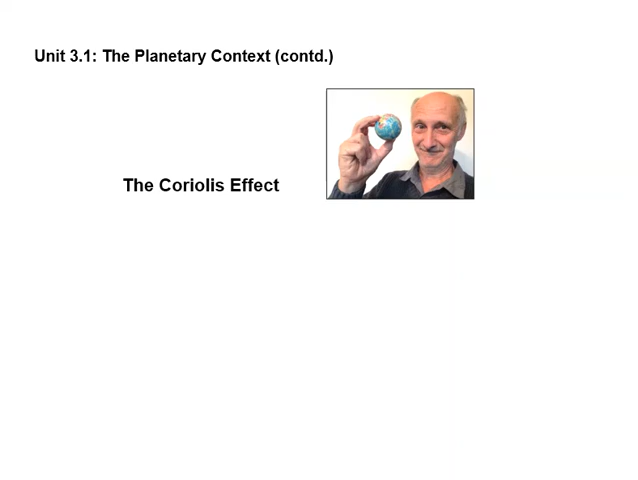 Unit 3.1: The Planetary Context (contd.)
The Coriolis Effect